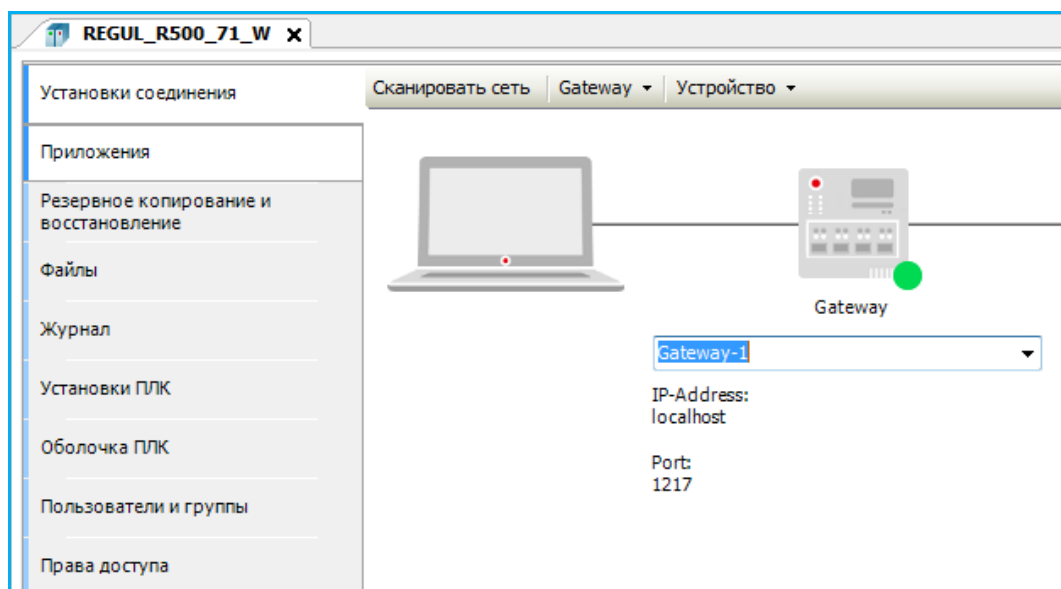 REGUL_R500_71_W x
Установки соединения
Сканировать сеть Gateway Устройство
Приложения
Резервное копирование и
восстановление
Файлы
Журнал
Установки ПЛК
Оболочка ПЛК
Пользователи и группы
Права доступа
Gateway
Gateway-1
IP-Address:
localhost
Port:
1217